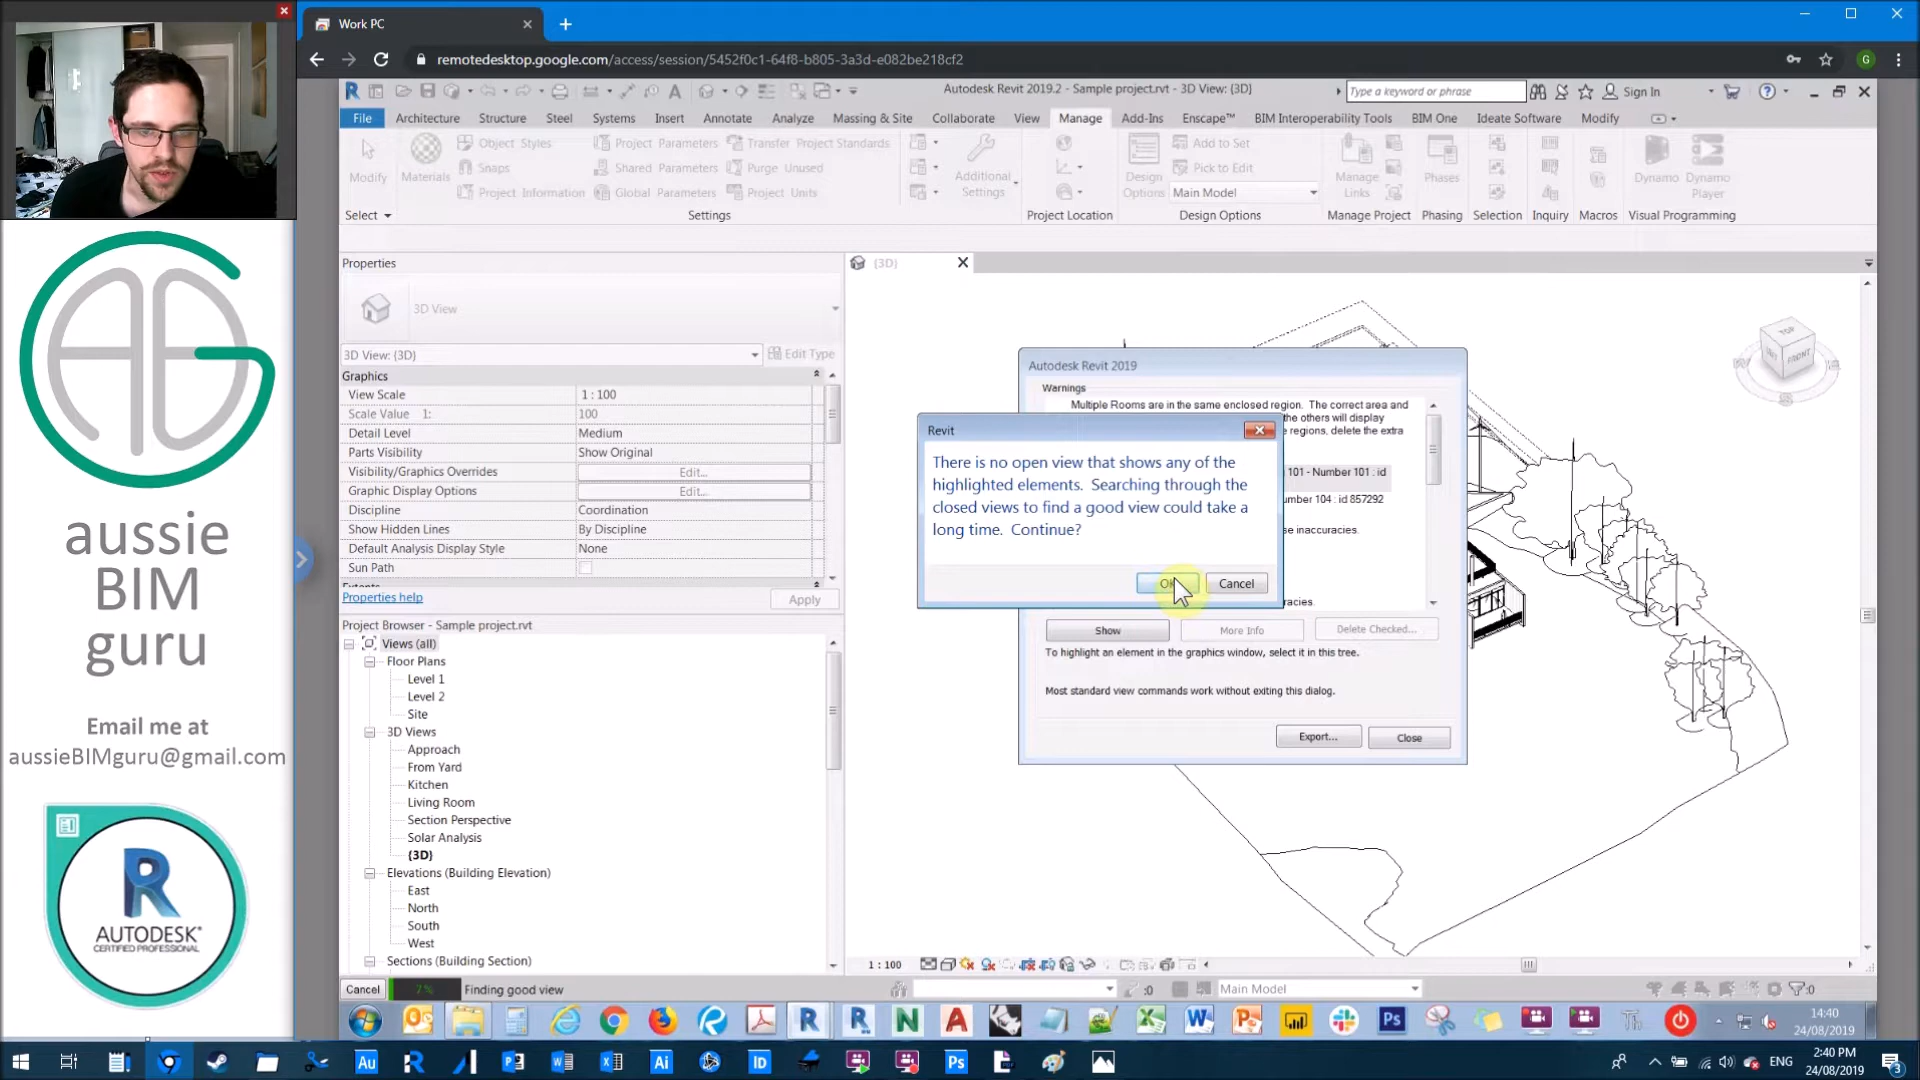 Work PC
remotedesktop.google.com/access/session/5452f0c1-64f8-b805-3a3d-e082be218cf2
Autodesk Revit 2019.2 - Sample project.rvt - 3D View: {3D}
Type a keyword or phrase
Sign In
File Architecture Structure Steel Systems Insert Annotate Analyze Massing & Site Collaborate View Manage Add-Ins Enscape™ BIM Interoperability Tools BIM One Ideate Software Modify
Object Styles Project Parameters Transfer Project Standards Add to Set
Snaps Shared Parameters Purge Unused Pick to Edit
Modify Materials Additional Settings Design Options Manage Links Phases Dynamo Dynamo Player
Project Information Global Parameters Project Units Main Model
Select Settings Project Location Design Options Manage Project Phasing Selection Inquiry Macros Visual Programming
Properties
{3D}
3D View
3D View: {3D} Edit Type
Graphics
View Scale 1 : 100
Scale Value 1: 100
Detail Level Medium
Parts Visibility Show Original
Visibility/Graphics Overrides Edit...
Graphic Display Options Edit...
Discipline Coordination
Show Hidden Lines By Discipline
Default Analysis Display Style None
Sun Path
Extents
Properties help Apply
Project Browser - Sample project.rvt
Views (all)
Floor Plans
Level 1
Level 2
Site
3D Views
Approach
From Yard
Kitchen
Living Room
Section Perspective
Solar Analysis
{3D}
Elevations (Building Elevation)
East
North
South
West
Sections (Building Section)
Autodesk Revit 2019
Warnings
Multiple Rooms are in the same enclosed region. The correct area and
the others will display
regions, delete the extra
101 - Number 101 : id
umber 104 : id 857292
se inaccuracies.
racies.
Show More Info Delete Checked...
To highlight an element in the graphics window, select it in this tree.
Most standard view commands work without exiting this dialog.
Export... Close
Revit
There is no open view that shows any of the
highlighted elements. Searching through the
closed views to find a good view could take a
long time. Continue?
Cancel
TOP
FRONT
1 : 100
Cancel 7% Finding good view
:0
Main Model
:0
14:40
24/08/2019
ENG
2:40 PM
24/08/2019
3
aussie
BIM
guru
Email me at
aussieBIMguru@gmail.com
R
AUTODESK®
CERTIFIED PROFESSIONAL